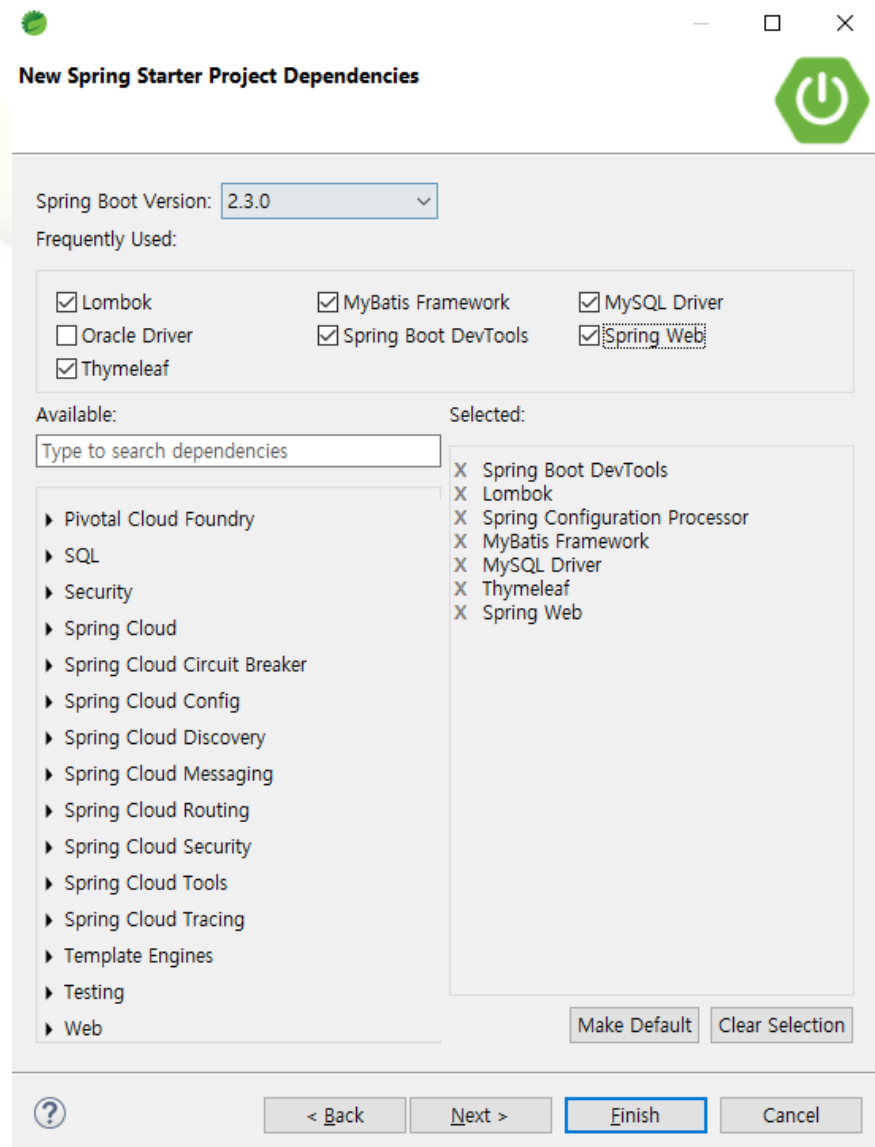 New Spring Starter Project Dependencies
Spring Boot Version: 2.3.0
Frequently Used:
Lombok MyBatis Framework MySQL Driver
Oracle Driver Spring Boot DevTools Spring Web
Thymeleaf
Available:
Type to search dependencies
Pivotal Cloud Foundry
SQL
Security
Spring Cloud
Spring Cloud Circuit Breaker
Spring Cloud Config
Spring Cloud Discovery
Spring Cloud Messaging
Spring Cloud Routing
Spring Cloud Security
Spring Cloud Tools
Spring Cloud Tracing
Template Engines
Testing
Web
Selected:
X Spring Boot DevTools
X Lombok
X Spring Configuration Processor
X MyBatis Framework
X MySQL Driver
X Thymeleaf
X Spring Web
Make Default Clear Selection
? < Back Next > Finish Cancel